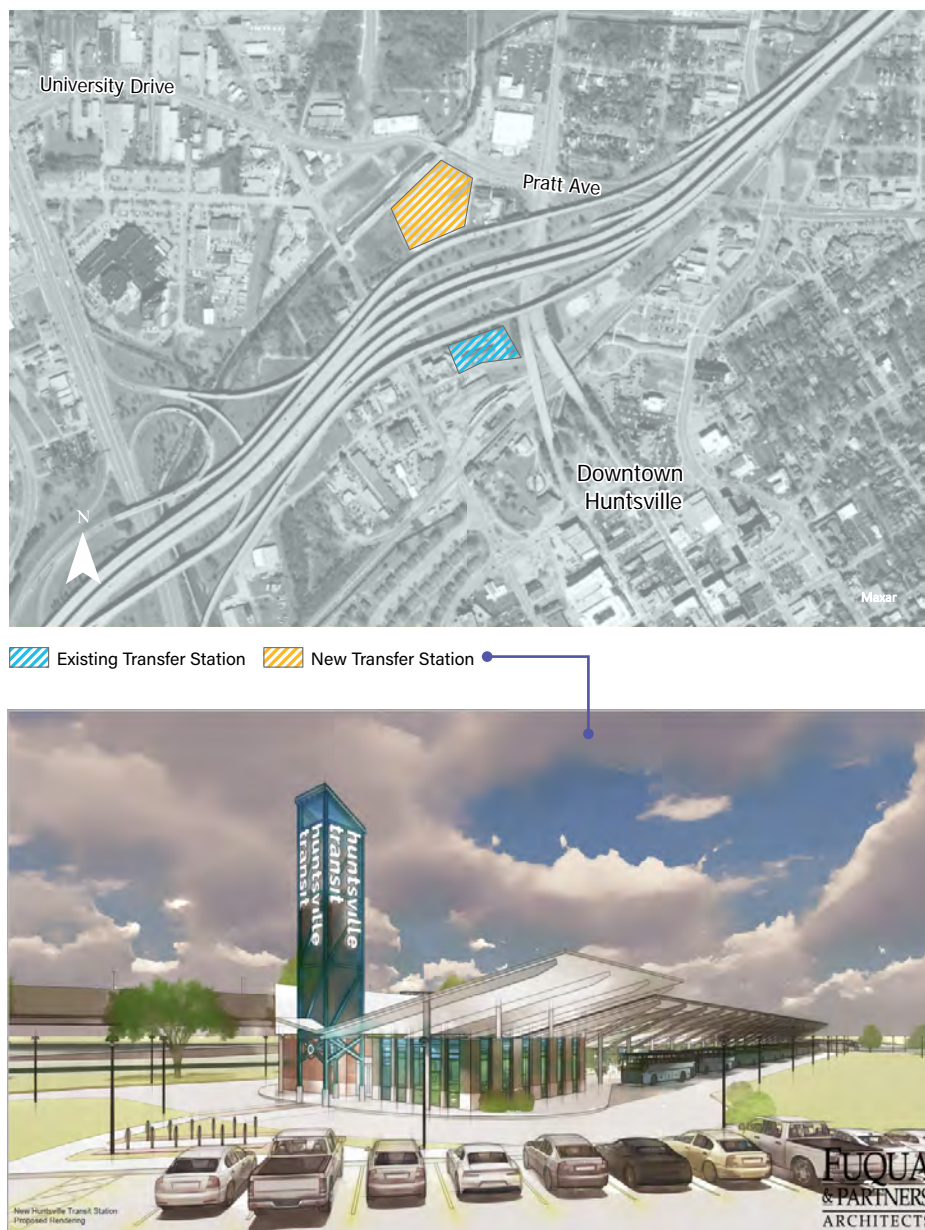 University Drive
Pratt Ave
Downtown
Huntsville
N
Maxar
Existing Transfer Station
New Transfer Station
huntsville
transit
huntsville
transit
New Huntsville Transit Station
Proposed Rendering
FUQUA
& PARTNERS
ARCHITECTS